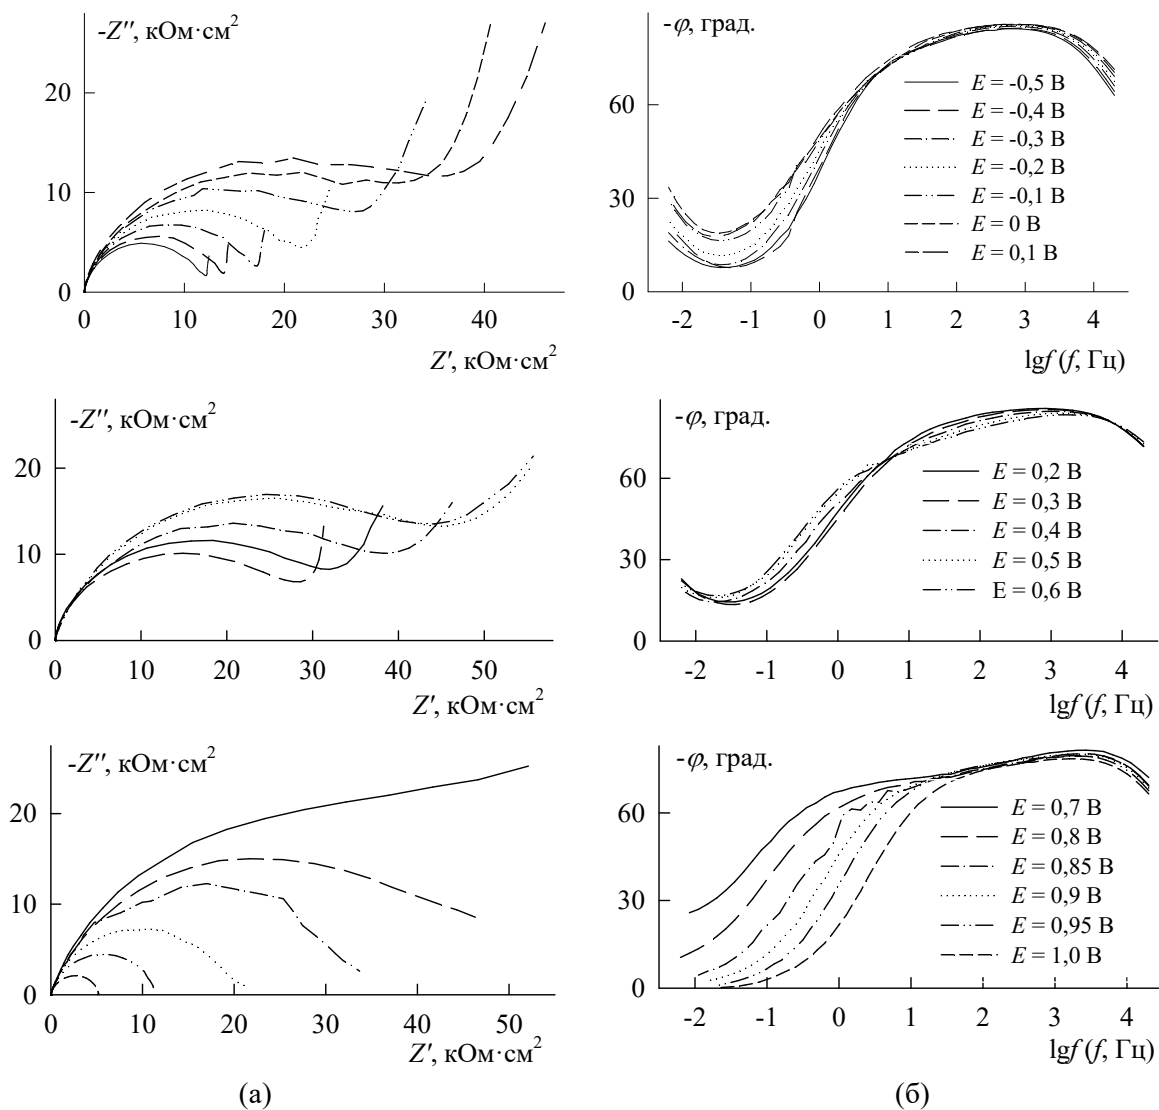 -Z'', кОм·см²
20
10
0
0 10 20 30 40
Z', кОм·см²
-φ, град.
60
30
0
E = -0,5 В
E = -0,4 В
E = -0,3 В
E = -0,2 В
E = -0,1 В
E = 0 В
E = 0,1 В
-2 -1 0 1 2 3 4
lgf (f, Гц)
-Z'', кОм·см²
20
10
0
0 10 20 30 40 50
Z', кОм·см²
-φ, град.
60
30
0
E = 0,2 В
E = 0,3 В
E = 0,4 В
E = 0,5 В
E = 0,6 В
-2 -1 0 1 2 3 4
lgf (f, Гц)
-Z'', кОм·см²
20
10
0
0 10 20 30 40 50
Z', кОм·см²
-φ, град.
60
30
0
E = 0,7 В
E = 0,8 В
E = 0,85 В
E = 0,9 В
E = 0,95 В
E = 1,0 В
-2 -1 0 1 2 3 4
lgf (f, Гц)
(а)
(б)